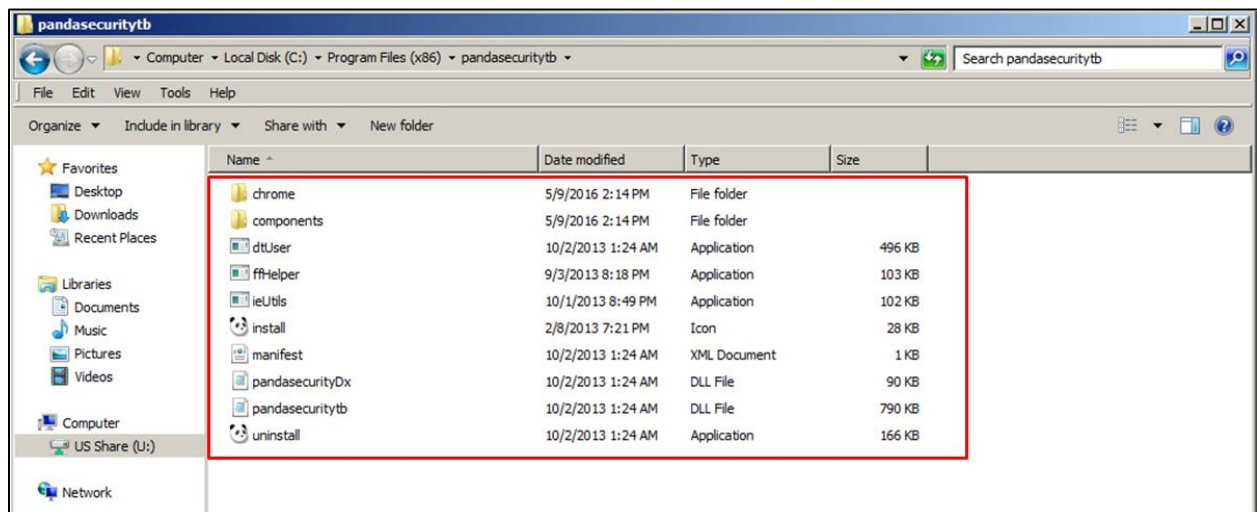 pandasecuritytb
Computer Local Disk (C:) Program Files (x86) pandasecuritytb
Search pandasecuritytb
File Edit View Tools Help
Organize Include in library Share with New folder
Favorites
Desktop
Downloads
Recent Places
Libraries
Documents
Music
Pictures
Videos
Computer
US Share (U:)
Network
Name Date modified Type Size
chrome 5/9/2016 2:14 PM File folder
components 5/9/2016 2:14 PM File folder
dtUser 10/2/2013 1:24 AM Application 496 KB
ffHelper 9/3/2013 8:18 PM Application 103 KB
ieUtils 10/1/2013 8:49 PM Application 102 KB
install 2/8/2013 7:21 PM Icon 28 KB
manifest 10/2/2013 1:24 AM XML Document 1 KB
pandasecurityDx 10/2/2013 1:24 AM DLL File 90 KB
pandasecuritytb 10/2/2013 1:24 AM DLL File 790 KB
uninstall 10/2/2013 1:24 AM Application 166 KB